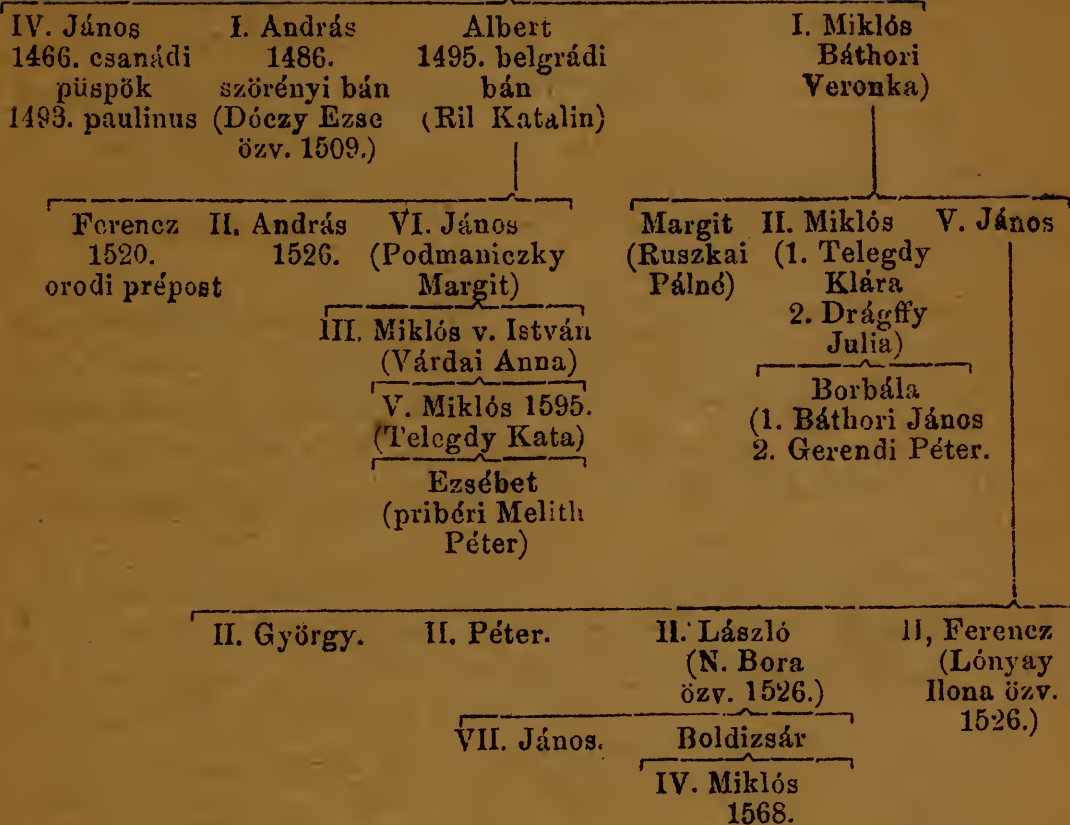 IV. János I. András Albert I. Miklós
1466. csanádi 1486. 1495. belgrádi Báthori
püspök szörényi bán bán Veronka)
1493. paulinus (Dóczy Ezse (Ril Katalin)
özv. 1509.)
Ferencz II. András VI. János Margit II. Miklós V. János
1520. 1526. (Podmaniczky (Ruszkai (1. Telegdy
orodi prépost Margit) Pálné) Klára
2. Drágffy
III. Miklós v. István Julia)
(Várdai Anna)
Borbála
V. Miklós 1595. (1. Báthori János
(Telegdy Kata) 2. Gerendi Péter.
Ezsébet
(pribéri Melith
Péter)
II. György. II. Péter. II. László II, Ferencz
(N. Bora (Lónyay
özv. 1526.) Ilona özv.
1526.)
VII. János. Boldizsár
IV. Miklós
1568.